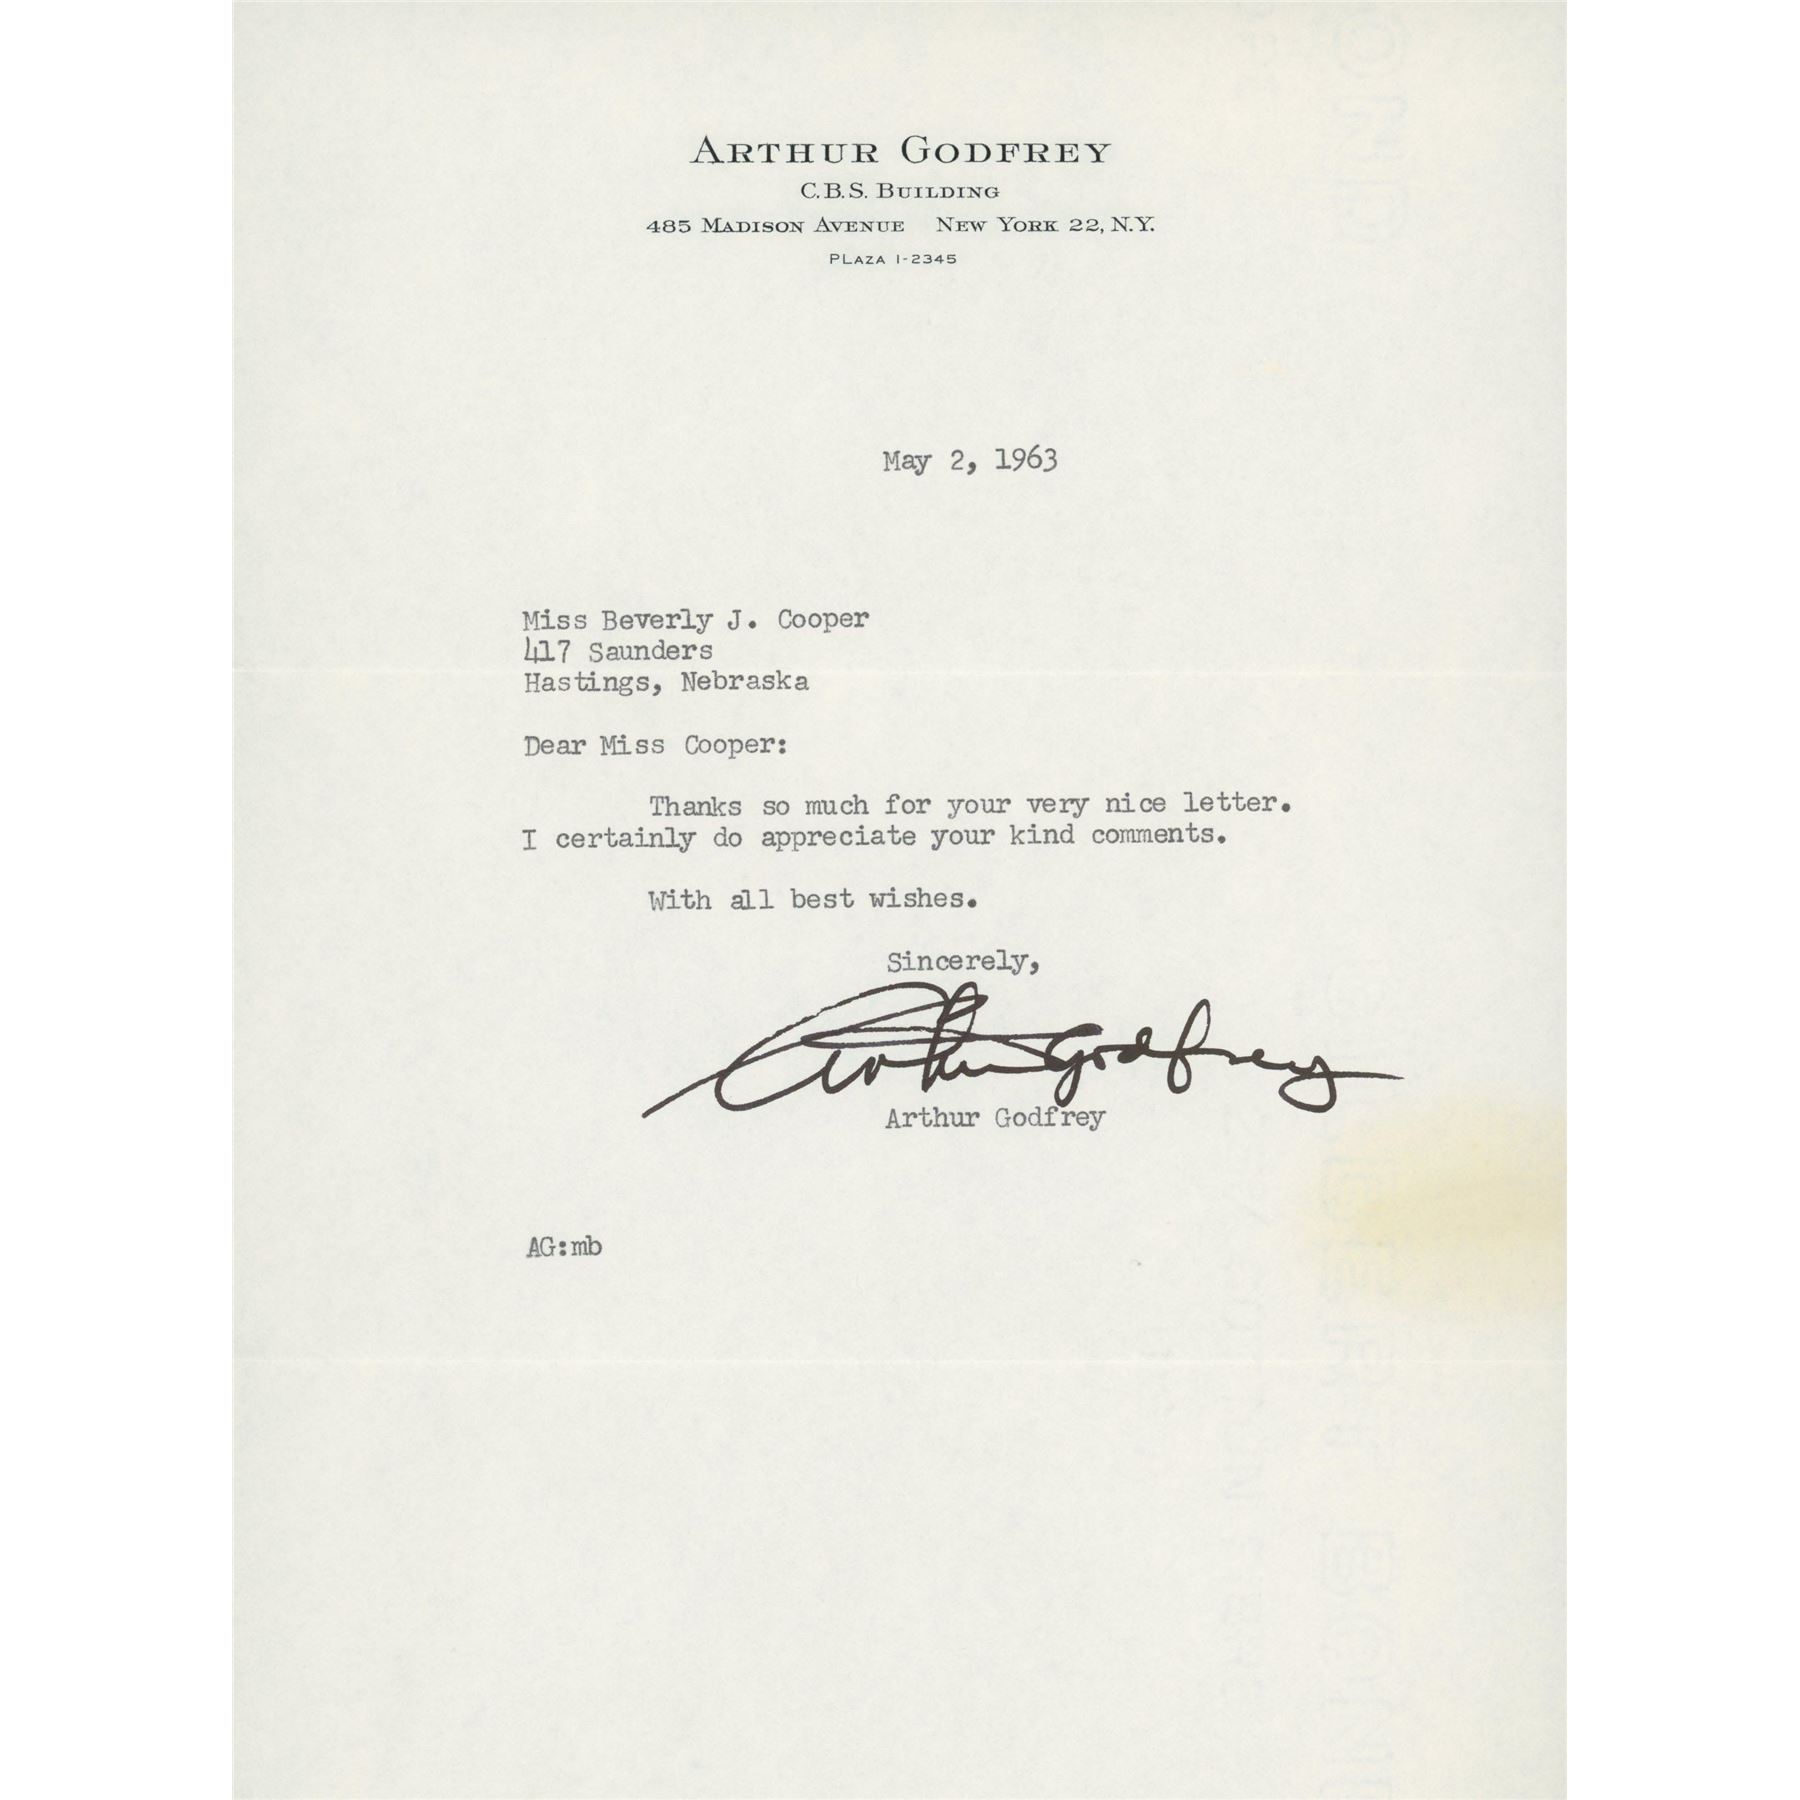 ARTHUR GODFREY
C.B.S. BUILDING
485 MADISON AVENUE NEW YORK 22, N.Y.
PLAZA 1-2345
May 2, 1963
Miss Beverly J. Cooper
417 Saunders
Hastings, Nebraska
Dear Miss Cooper:
Thanks so much for your very nice letter.
I certainly do appreciate your kind comments.
With all best wishes.
Sincerely,
Arthur Godfrey
Arthur Godfrey
AG:mb